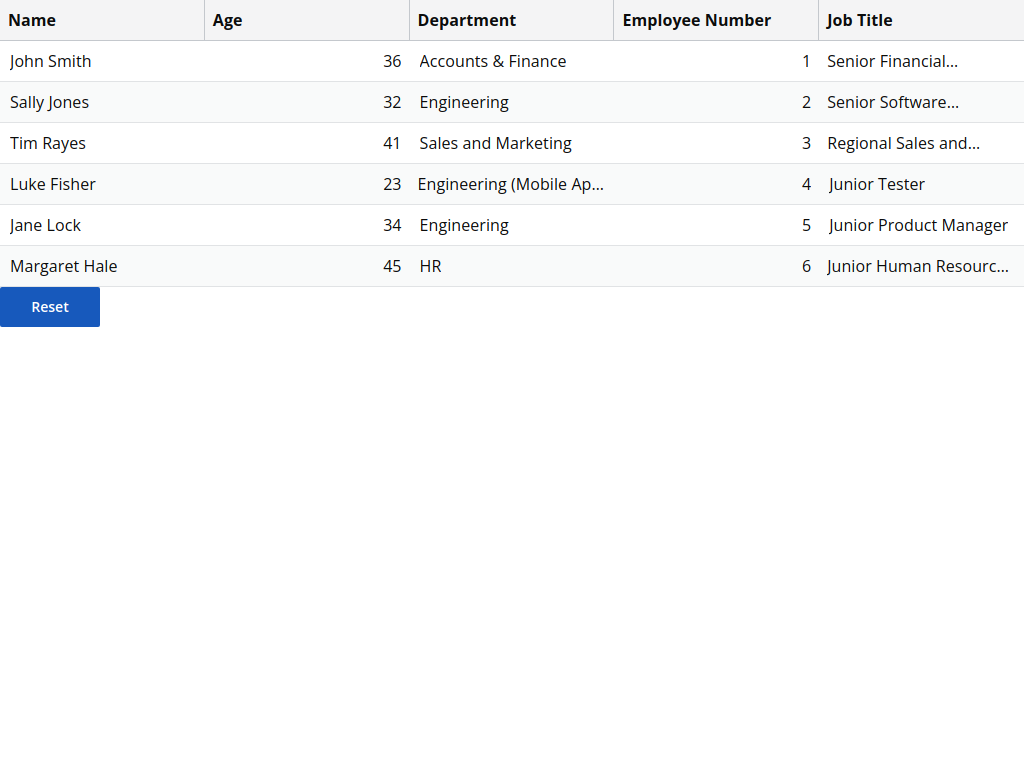 Name Age Department Employee Number Job Title
John Smith 36 Accounts & Finance 1 Senior Financial...
Sally Jones 32 Engineering 2 Senior Software...
Tim Rayes 41 Sales and Marketing 3 Regional Sales and...
Luke Fisher 23 Engineering (Mobile Ap... 4 Junior Tester
Jane Lock 34 Engineering 5 Junior Product Manager
Margaret Hale 45 HR 6 Junior Human Resourc...
Reset